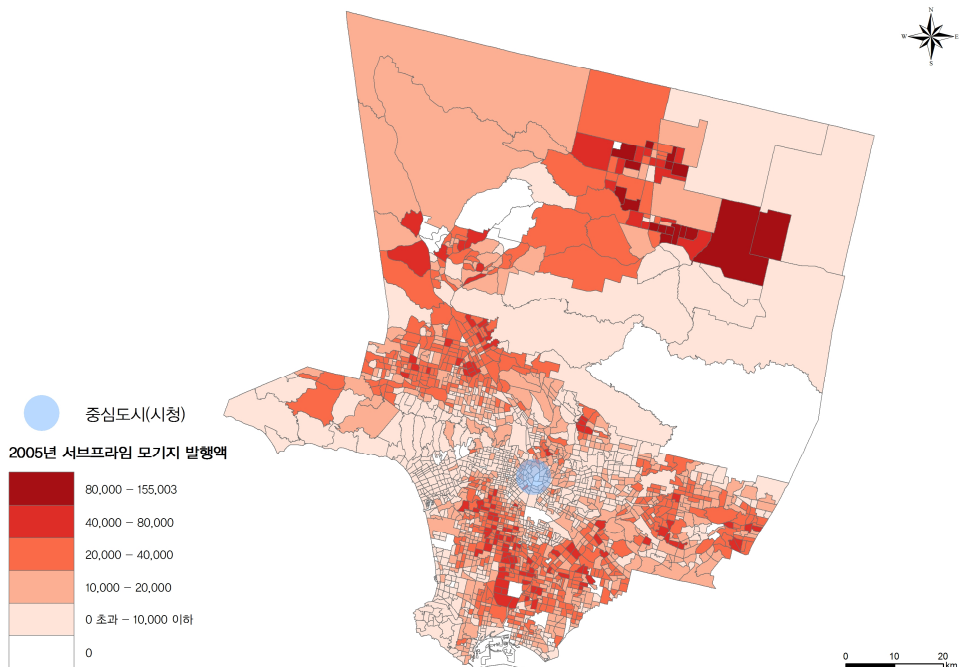 N
W
E
S
중심도시(시청)
2005년 서브프라임 모기지 발행액
80,000 - 155,003
40,000 - 80,000
20,000 - 40,000
10,000 - 20,000
0 초과 - 10,000 이하
0
0 10 20
km